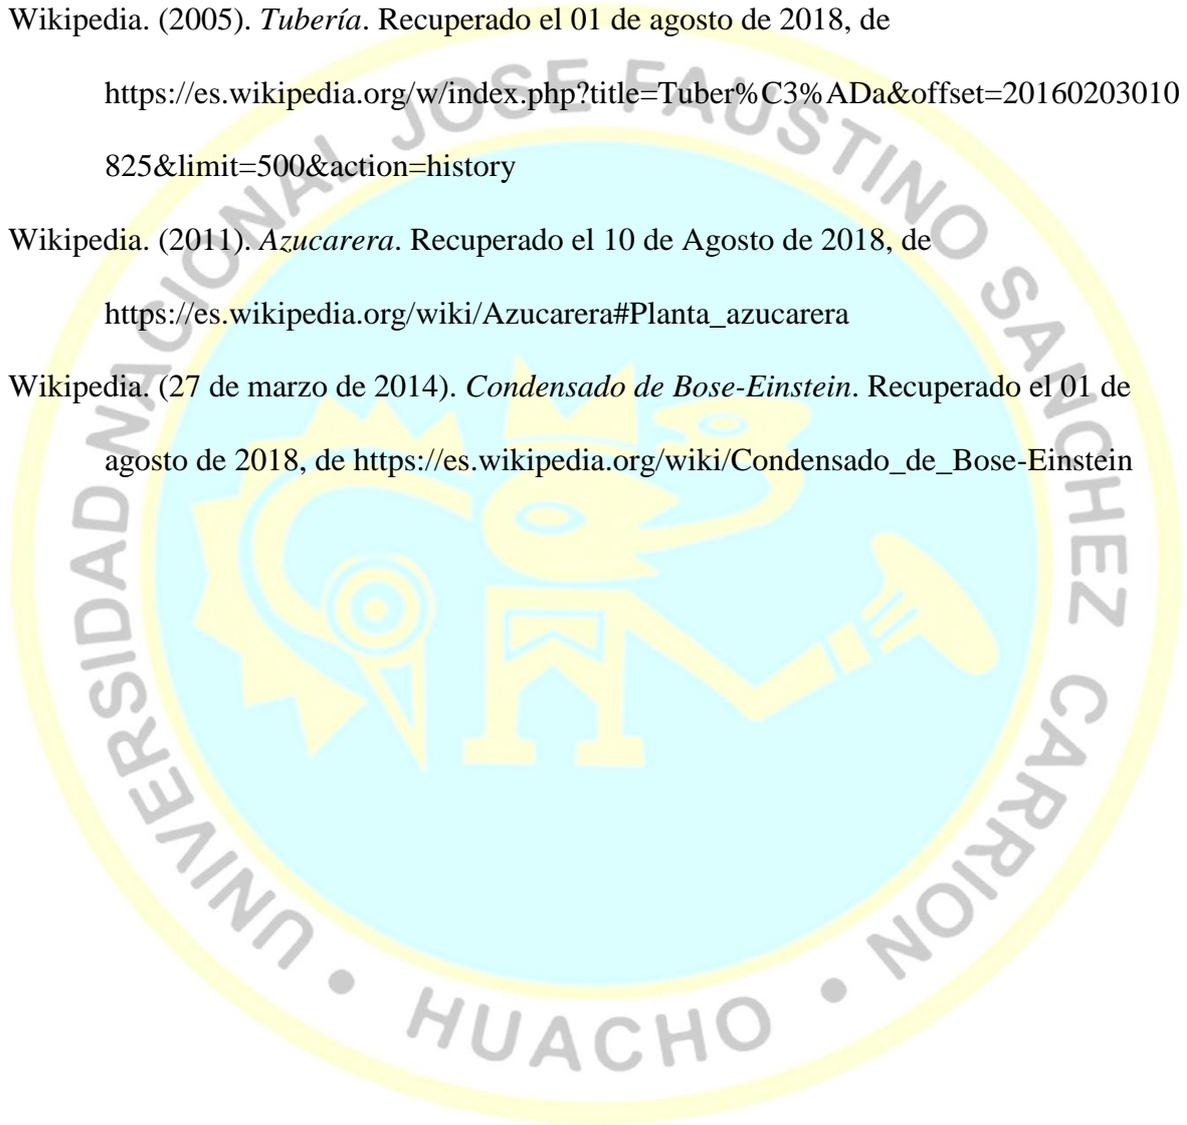 Wikipedia. (2005). Tubería. Recuperado el 01 de agosto de 2018, de
https://es.wikipedia.org/w/index.php?title=Tuber%C3%ADa&offset=20160203010
825&limit=500&action=history
Wikipedia. (2011). Azucarera. Recuperado el 10 de Agosto de 2018, de
https://es.wikipedia.org/wiki/Azucarera#Planta_azucarera
Wikipedia. (27 de marzo de 2014). Condensado de Bose-Einstein. Recuperado el 01 de
agosto de 2018, de https://es.wikipedia.org/wiki/Condensado_de_Bose-Einstein
UNIVERSIDAD NACIONAL JOSE FAUSTINO SANCHEZ CARRION
• HUACHO •